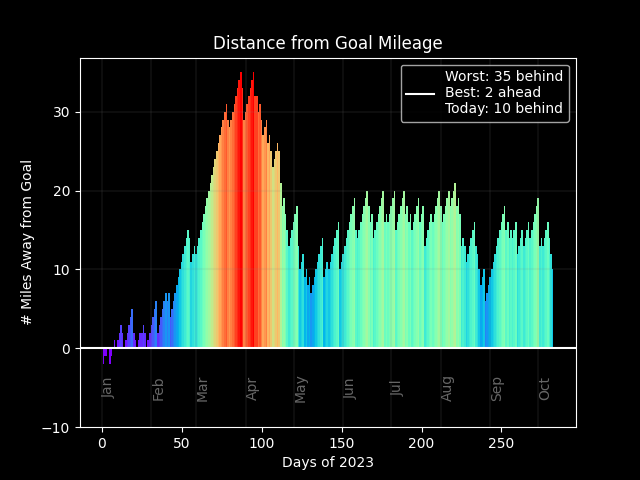 Distance from Goal Mileage
Worst: 35 behind
Best: 2 ahead
Today: 10 behind
# Miles Away from Goal
30
20
10
0
−10
Jan
Feb
Mar
Apr
May
Jun
Jul
Aug
Sep
Oct
0
50
100
150
200
250
Days of 2023